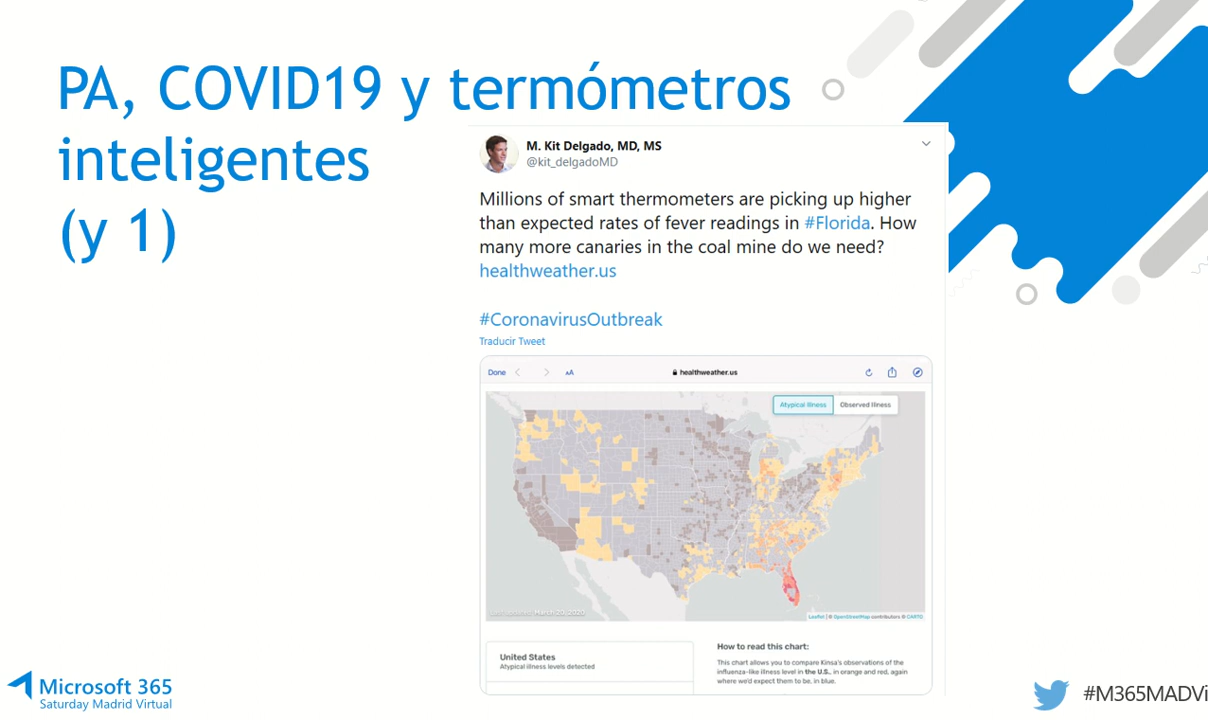 PA, COVID19 y termómetros
inteligentes
(y 1)
M. Kit Delgado, MD, MS
@kit_delgadoMD
Millions of smart thermometers are picking up higher
than expected rates of fever readings in #Florida. How
many more canaries in the coal mine do we need?
healthweather.us
#CoronavirusOutbreak
Traducir Tweet
Done
AA
healthweather.us
Atypical Illness
Observed Illness
Last updated: March 20, 2020
Leaflet | © OpenStreetMap contributors © CARTO
United States
Atypical illness levels detected
How to read this chart:
This chart allows you to compare Kinsa's observations of the
influenza-like illness level in the U.S., in orange and red, again
where we'd expect them to be, in blue.
Microsoft 365
Saturday Madrid Virtual
#M365MADVi